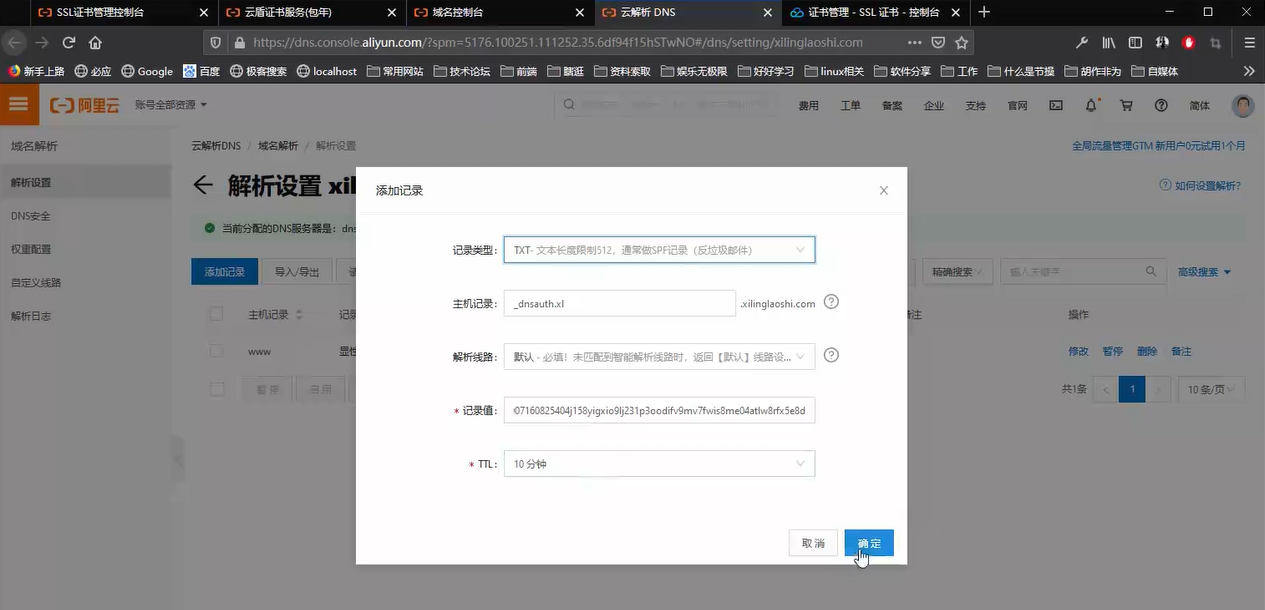 SSL证书管理控制台
云盾证书服务(包年)
域名控制台
云解析 DNS
证书管理 - SSL 证书 - 控制台
https://dns.console.aliyun.com/?spm=5176.100251.111252.35.6df94f15hSTwNO#/dns/setting/xilinglaoshi.com
新手上路 必应 Google 百度 极客搜索 localhost 常用网站 技术论坛 前端 瞎逛 资料索取 娱乐无极限 好好学习 linux相关 软件分享 工作 什么是节操 胡作非为 自媒体
阿里云 账号全部资源 费用 工单 备案 企业 支持 官网 简体
域名解析
云解析DNS / 域名解析 / 解析设置
全局流量管理GTM 新用户0元试用1个月
解析设置
解析设置 xil
如何设置解析?
DNS安全
当前分配的DNS服务器是: dns
权重配置
添加记录 导入/导出
精确搜索 输入关键字 高级搜索
自定义线路
解析日志
主机记录
操作
www
修改 暂停 删除 备注
暂停 启用
共1条 < 1 > 10 条/页
添加记录
记录类型: TXT- 文本长度限制512，通常做SPF记录（反垃圾邮件）
主机记录: _dnsauth.xl .xilinglaoshi.com
解析线路: 默认 - 必填！未匹配到智能解析线路时，返回【默认】线路设...
* 记录值: 07160825404j158yigxio9lj231p3oodifv9mv7fwis8me04atlw8rfx5e8d
* TTL: 10 分钟
取消 确定